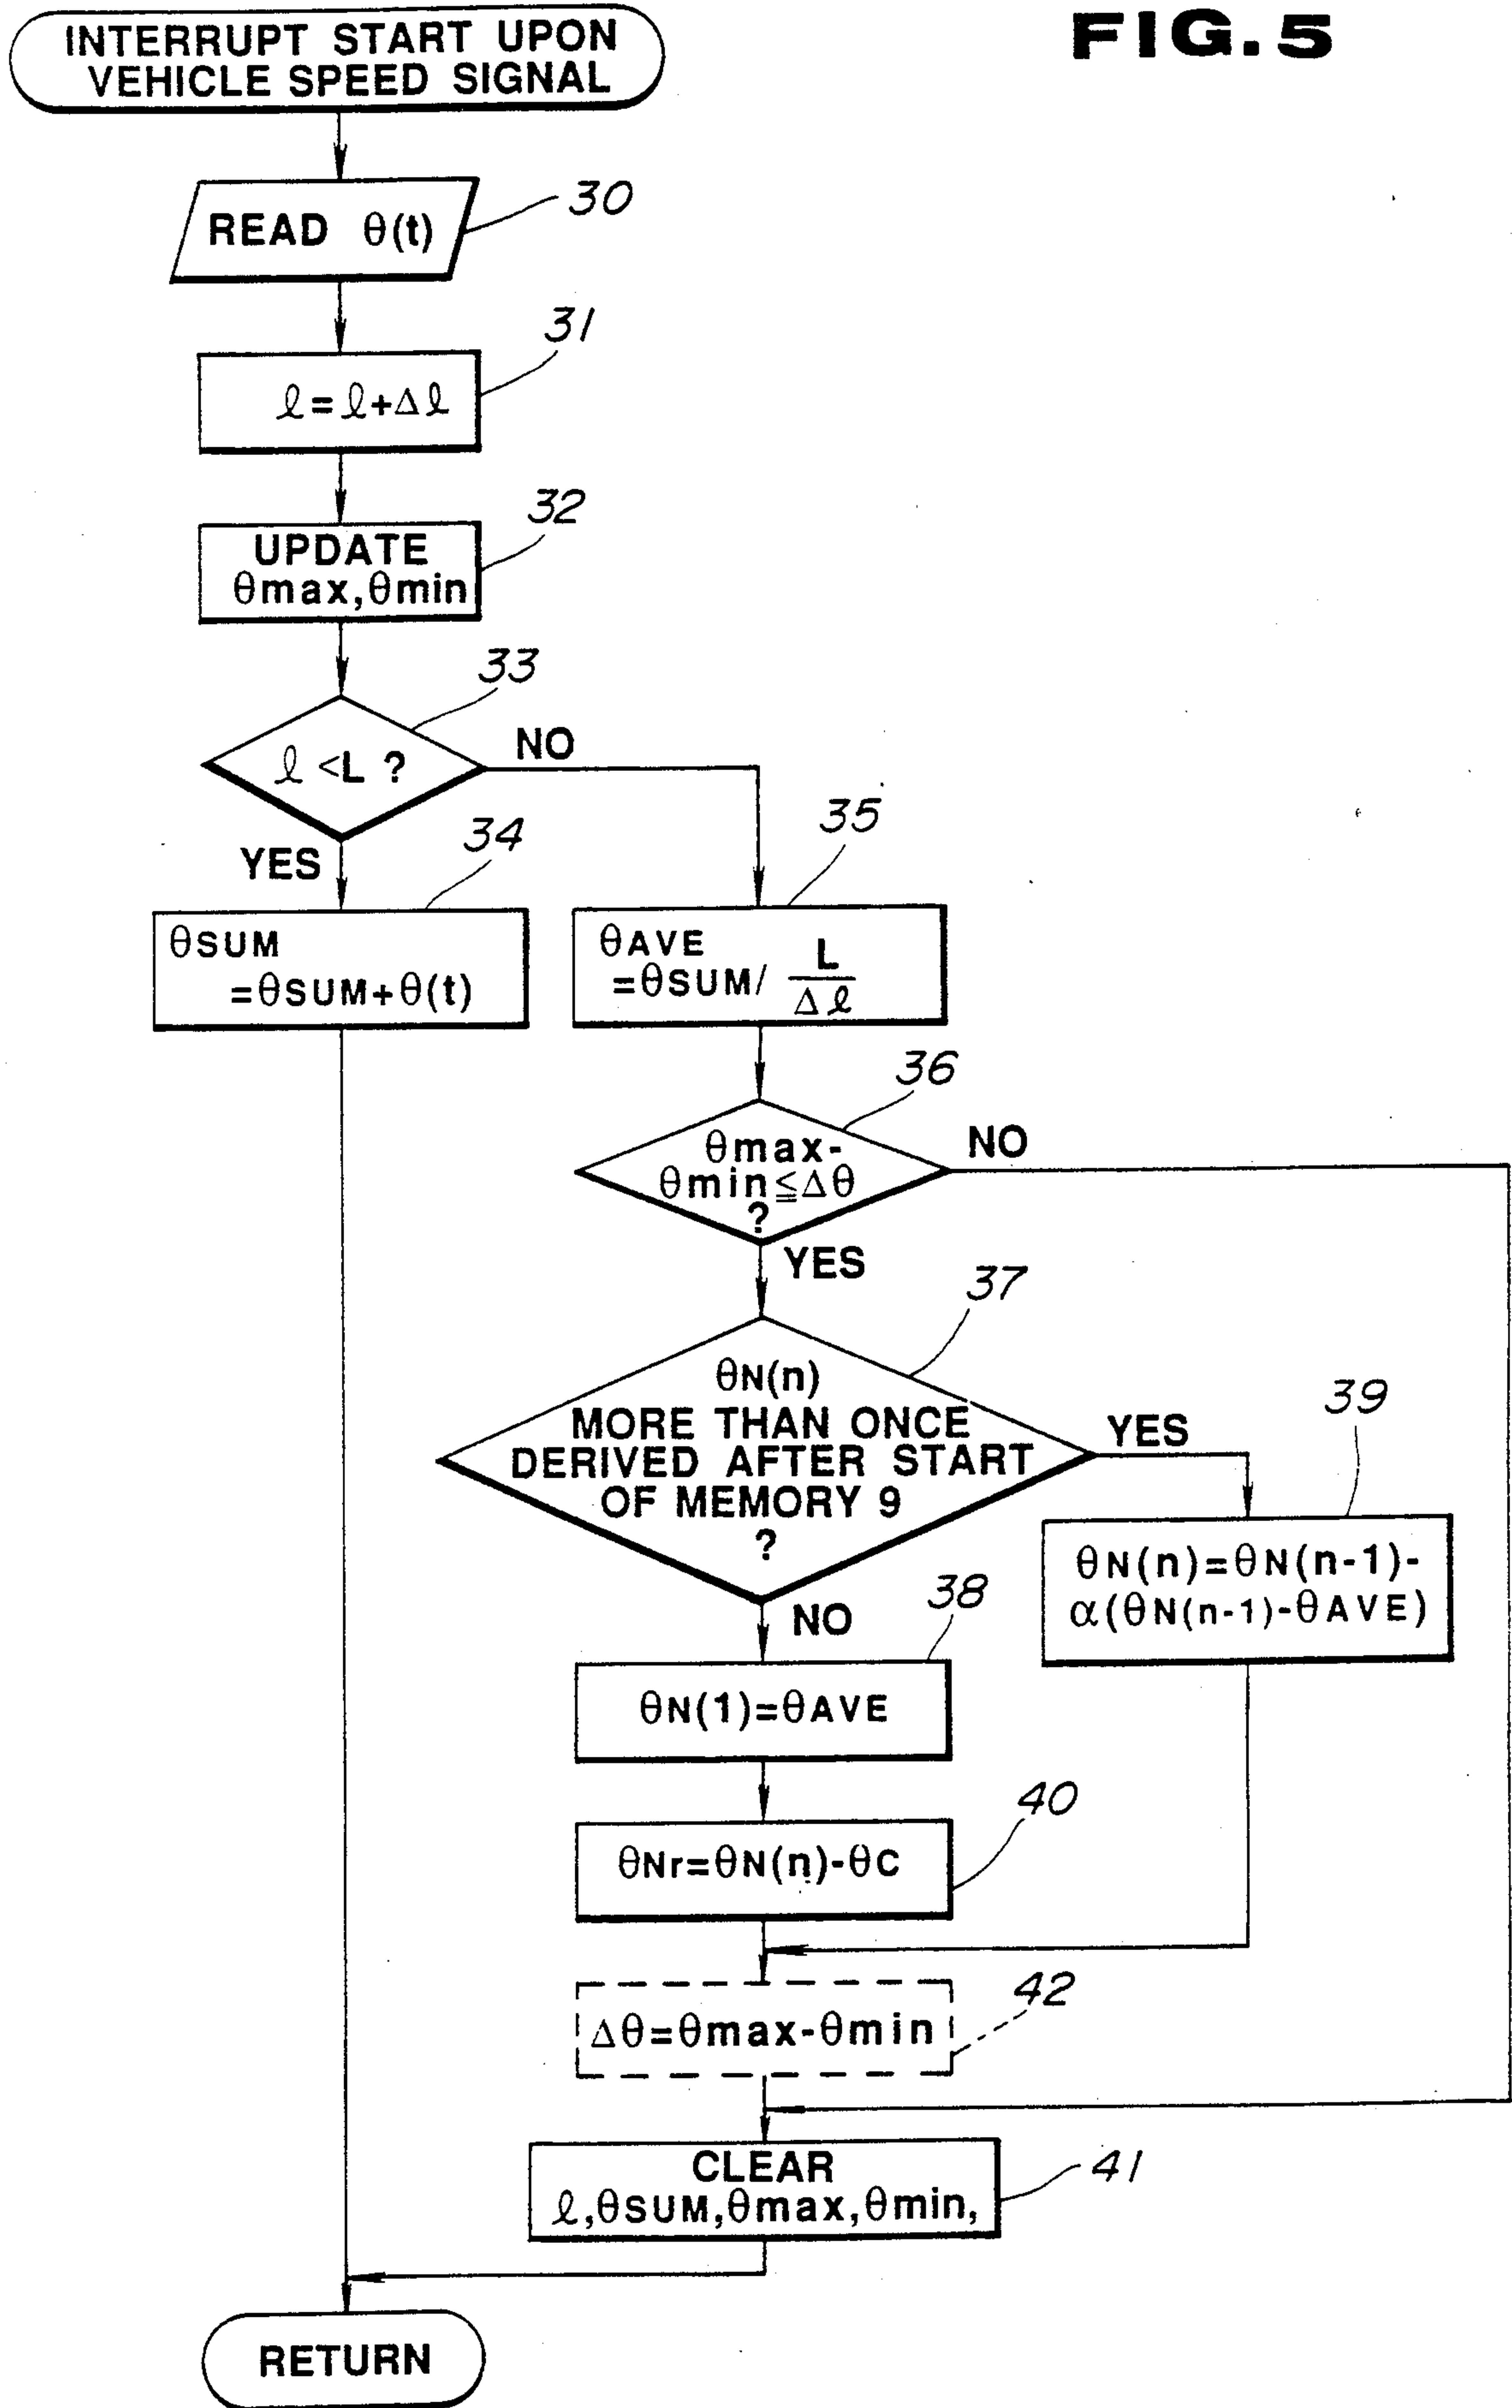 FIG.5
INTERRUPT START UPON
VEHICLE SPEED SIGNAL
30
READ θ(t)
31
ℓ=ℓ+Δℓ
32
UPDATE
θmax,θmin
33
ℓ<L ?
NO
YES
34
θSUM
=θSUM+θ(t)
35
θAVE
=θSUM/ L
Δℓ
36
θmax-
θmin≦Δθ
?
NO
YES
37
θN(n)
MORE THAN ONCE
DERIVED AFTER START
OF MEMORY 9
?
YES
39
θN(n)=θN(n-1)-
α(θN(n-1)-θAVE)
NO
38
θN(1)=θAVE
40
θNr=θN(n)-θC
42
Δθ=θmax-θmin
41
CLEAR
ℓ,θSUM,θmax,θmin,
RETURN